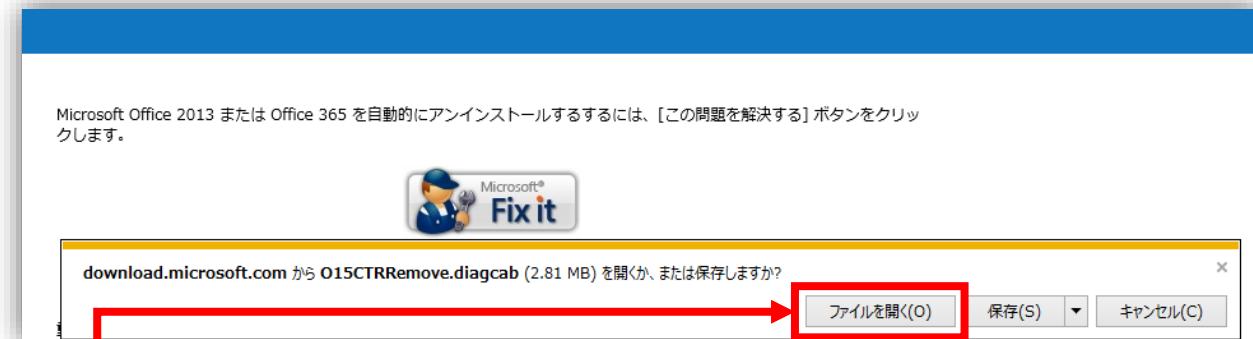 Microsoft Office 2013 または Office 365 を自動的にアンインストールするするには、[この問題を解決する] ボタンをクリッ
クします。
Microsoft®
Fix it
download.microsoft.com から O15CTRRemove.diagcab (2.81 MB) を開くか、または保存しますか?
×
ファイルを開く(O) 保存(S) ▼ キャンセル(C)